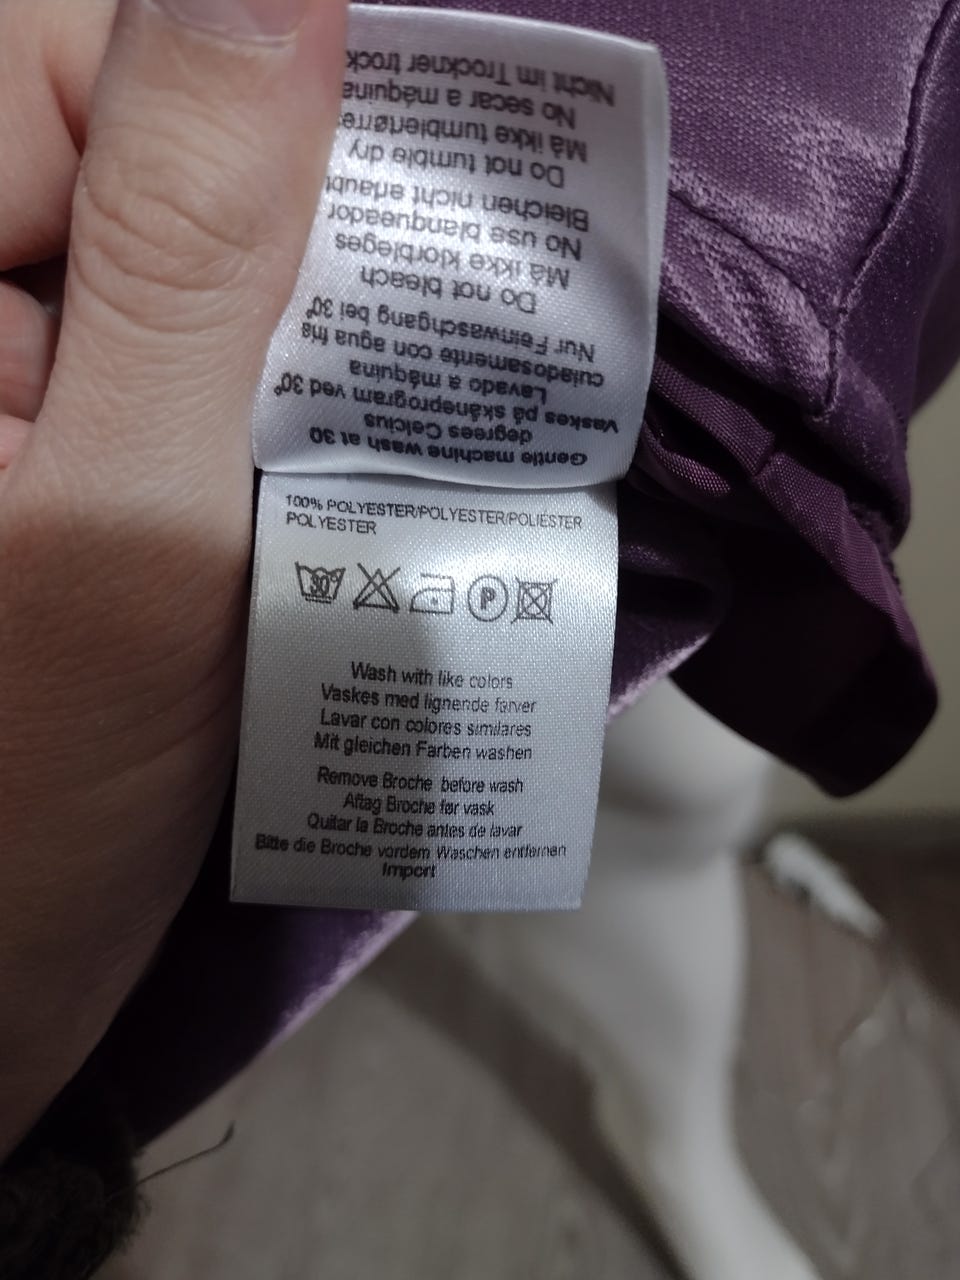 Gentle machine wash at 30
degrees Celcius
Vaskes på skåneprogram ved 30°
Lavado a máquina
cuiadosamente con agua fria
Nur Feinwaschgang bei 30°
Do not bleach
Må ikke klorbleges
No use blanqueador
Bleichen nicht erlaubt
Do not tumble dry
Må ikke tumbletørres
No secar a máquina
Nicht im Trockner
100% POLYESTER/POLYESTER/POLIESTER
POLYESTER
30° P
Wash with like colors
Vaskes med lignende farver
Lavar con colores similares
Mit gleichen Farben washen
Remove Broche before wash
Aftag Broche før vask
Quitar la Broche antes de lavar
Bitte die Broche vordem Waschen entfernen
Import